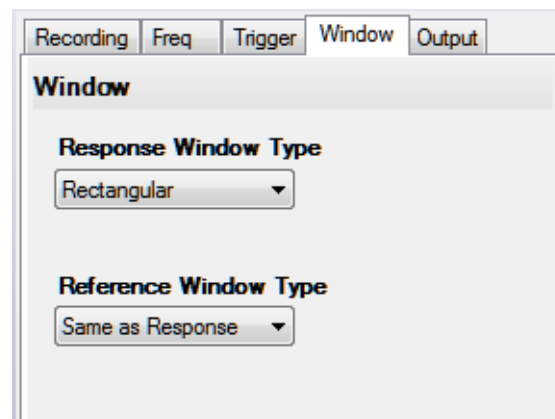 Recording Freq Trigger Window Output
Window
Response Window Type
Rectangular
Reference Window Type
Same as Response